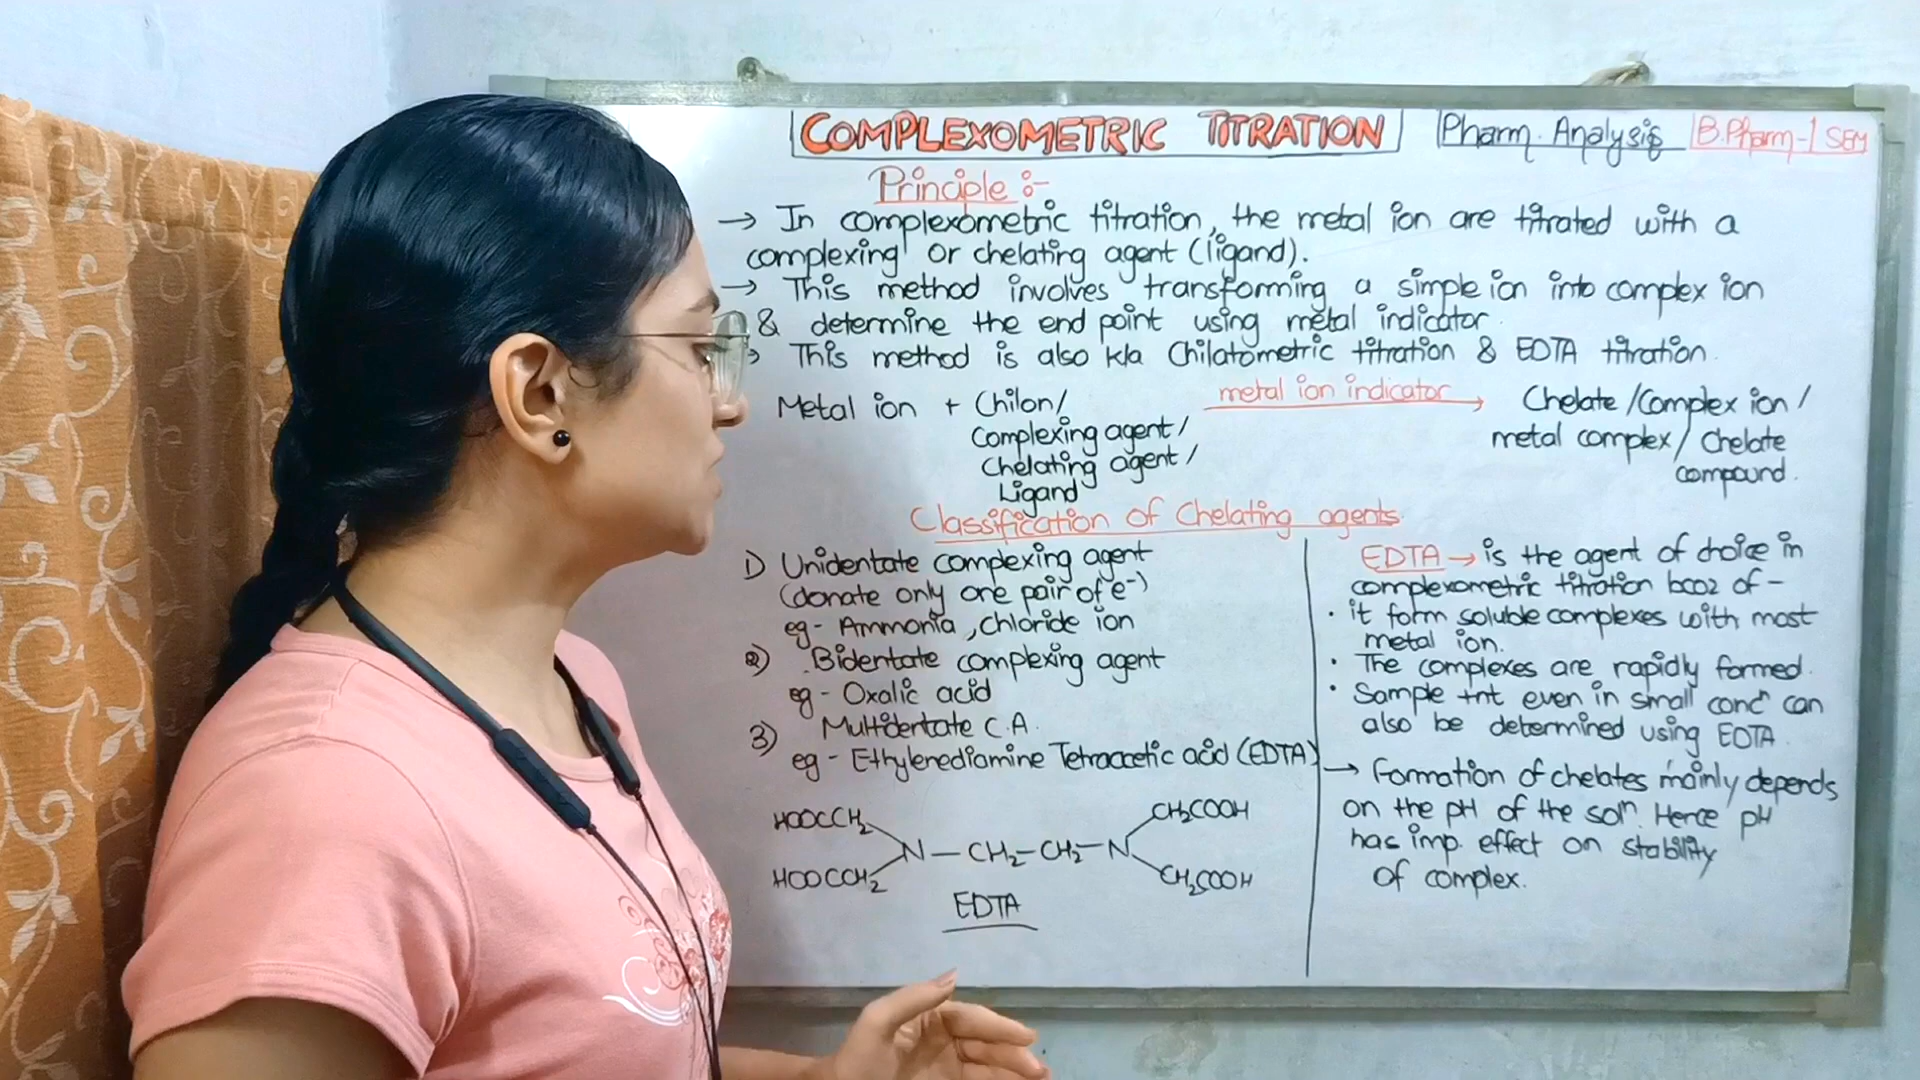 COMPLEXOMETRIC TITRATION
Pharm. Analysis
B.Pharm-1 SEM
Principle :-
→ In complexometric titration, the metal ion are titrated with a
complexing or chelating agent (ligand).
→ This method involves transforming a simple ion into complex ion
& determine the end point using metal indicator.
This method is also k/a Chilatometric titration & EDTA titration.
Metal ion + Chilon/
Complexing agent/
Chelating agent/
Ligand
metal ion indicator
Chelate/Complex ion/
metal complex/Chelate
compound.
Classification of Chelating agents
1) Unidentate complexing agent
(donate only one pair of e⁻)
eg - Ammonia, Chloride ion
2) Bidentate complexing agent
eg - Oxalic acid
3) Multidentate C.A.
eg - Ethylenediamine Tetraacetic acid (EDTA)
HOOCCH₂ CH₂COOH
N — CH₂ — CH₂ — N
HOOCCH₂ CH₂COOH
EDTA
EDTA → is the agent of choice in
complexometric titration bcoz of -
· it form soluble complexes with most
metal ion.
· The complexes are rapidly formed.
· Sample +nt even in small concⁿ can
also be determined using EDTA
→ Formation of chelates mainly depends
on the pH of the solⁿ. Hence pH
has imp. effect on stability
of complex.